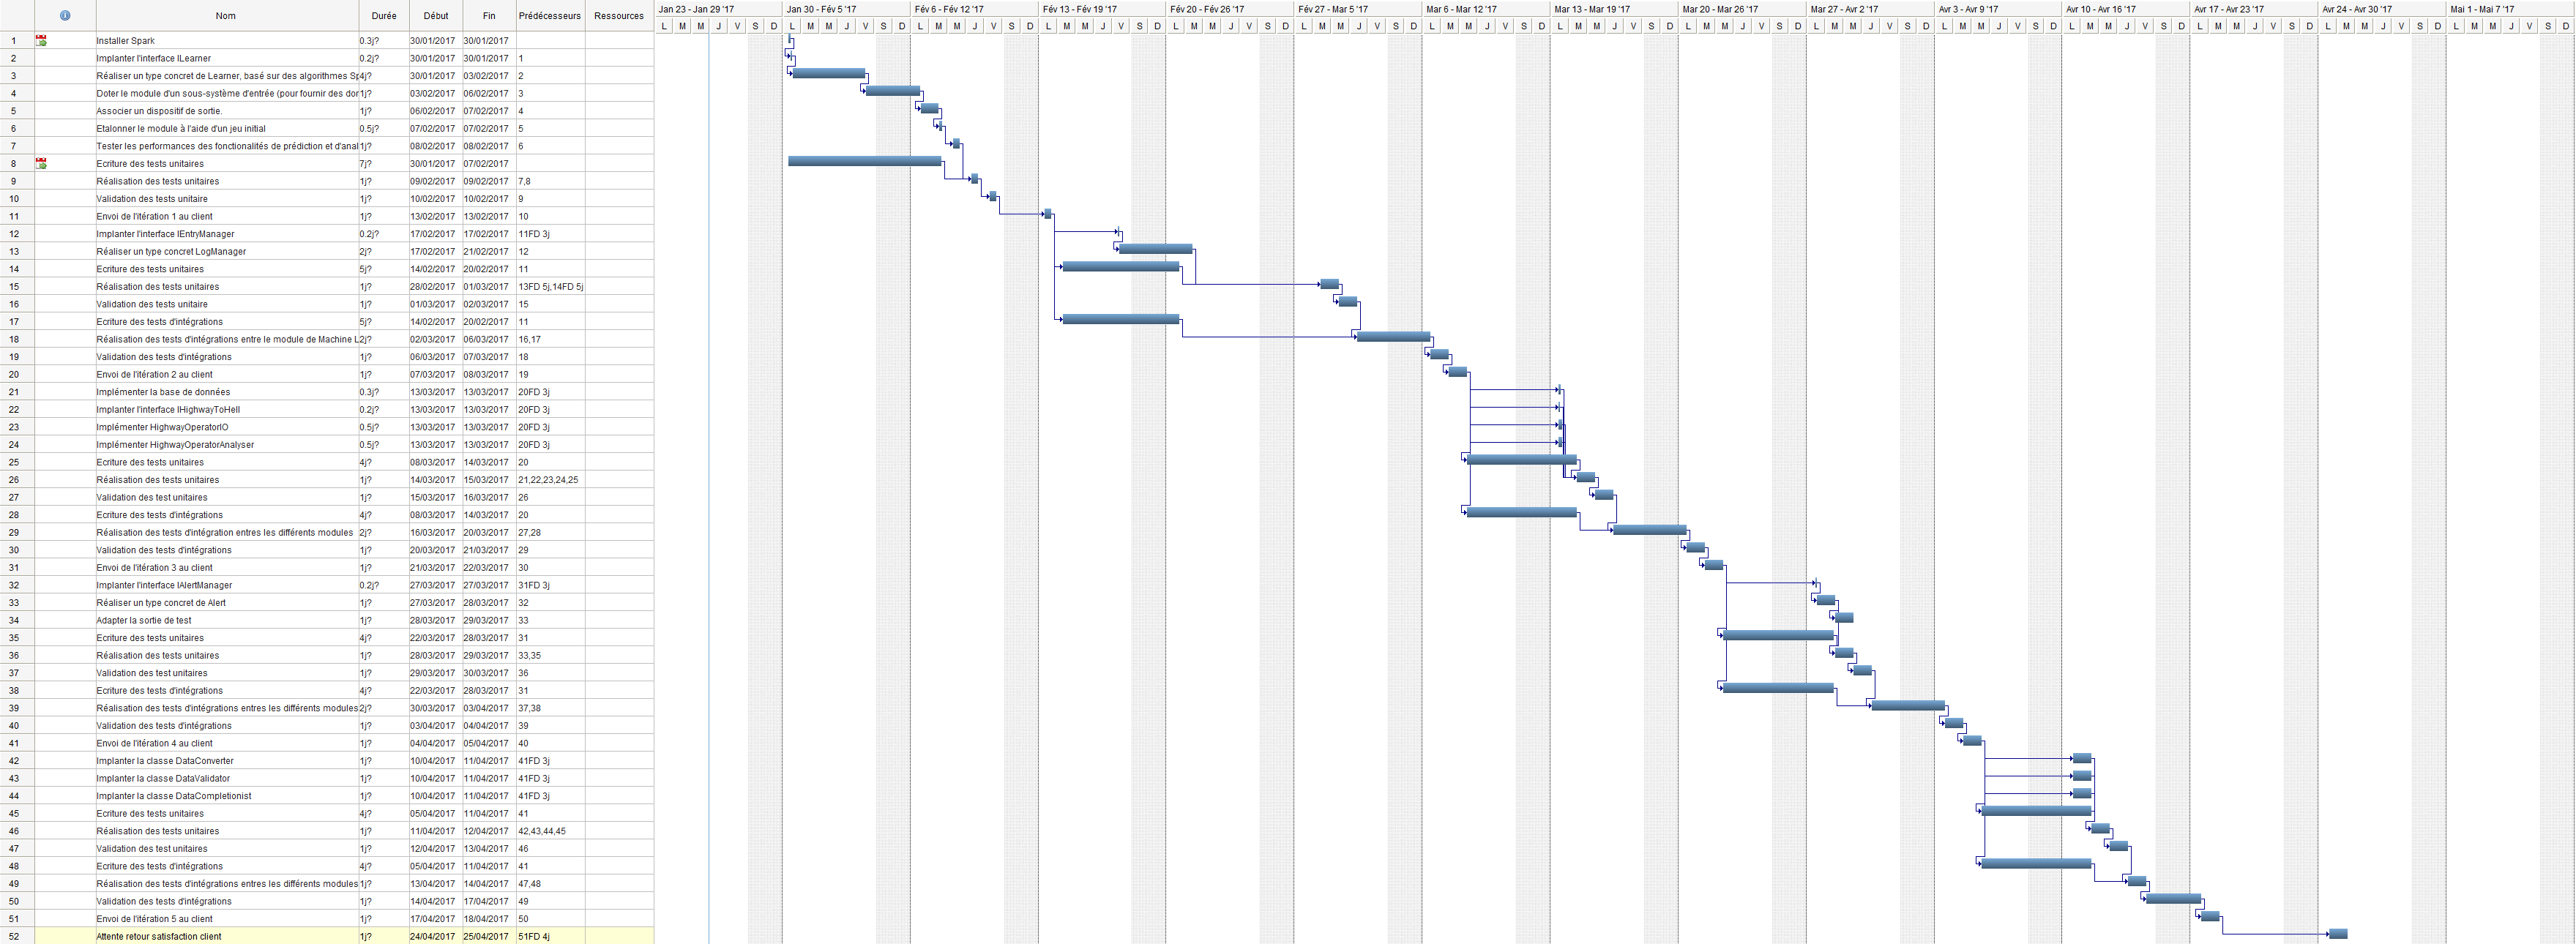 Nom Durée Début Fin Prédécesseurs Ressources
Jan 23 - Jan 29 '17 Jan 30 - Fév 5 '17 Fév 6 - Fév 12 '17 Fév 13 - Fév 19 '17 Fév 20 - Fév 26 '17 Fév 27 - Mar 5 '17 Mar 6 - Mar 12 '17 Mar 13 - Mar 19 '17 Mar 20 - Mar 26 '17 Mar 27 - Avr 2 '17 Avr 3 - Avr 9 '17 Avr 10 - Avr 16 '17 Avr 17 - Avr 23 '17 Avr 24 - Avr 30 '17 Mai 1 - Mai 7 '17
L M M J V S D L M M J V S D L M M J V S D L M M J V S D L M M J V S D L M M J V S D L M M J V S D L M M J V S D L M M J V S D L M M J V S D L M M J V S D L M M J V S D L M M J V S D L M M J V S D L M M J V S D
1 Installer Spark 0.3j? 30/01/2017 30/01/2017
2 Implanter l'interface ILearner 0.2j? 30/01/2017 30/01/2017 1
3 Réaliser un type concret de Learner, basé sur des algorithmes Sp 4j? 30/01/2017 03/02/2017 2
4 Doter le module d'un sous-système d'entrée (pour fournir des dor 1j? 03/02/2017 06/02/2017 3
5 Associer un dispositif de sortie. 1j? 06/02/2017 07/02/2017 4
6 Etalonner le module à l'aide d'un jeu initial 0.5j? 07/02/2017 07/02/2017 5
7 Tester les performances des fonctionalités de prédiction et d'anal 1j? 08/02/2017 08/02/2017 6
8 Ecriture des tests unitaires 7j? 30/01/2017 07/02/2017
9 Réalisation des tests unitaires 1j? 09/02/2017 09/02/2017 7,8
10 Validation des tests unitaire 1j? 10/02/2017 10/02/2017 9
11 Envoi de l'itération 1 au client 1j? 13/02/2017 13/02/2017 10
12 Implanter l'interface IEntryManager 0.2j? 17/02/2017 17/02/2017 11FD 3j
13 Réaliser un type concret LogManager 2j? 17/02/2017 21/02/2017 12
14 Ecriture des tests unitaires 5j? 14/02/2017 20/02/2017 11
15 Réalisation des tests unitaires 1j? 28/02/2017 01/03/2017 13FD 5j,14FD 5j
16 Validation des tests unitaire 1j? 01/03/2017 02/03/2017 15
17 Ecriture des tests d'intégrations 5j? 14/02/2017 20/02/2017 11
18 Réalisation des tests d'intégrations entre le module de Machine L 2j? 02/03/2017 06/03/2017 16,17
19 Validation des tests d'intégrations 1j? 06/03/2017 07/03/2017 18
20 Envoi de l'itération 2 au client 1j? 07/03/2017 08/03/2017 19
21 Implémenter la base de données 0.3j? 13/03/2017 13/03/2017 20FD 3j
22 Implanter l'interface IHighwayToHell 0.2j? 13/03/2017 13/03/2017 20FD 3j
23 Implémenter HighwayOperatorIO 0.5j? 13/03/2017 13/03/2017 20FD 3j
24 Implémenter HighwayOperatorAnalyser 0.5j? 13/03/2017 13/03/2017 20FD 3j
25 Ecriture des tests unitaires 4j? 08/03/2017 14/03/2017 20
26 Réalisation des tests unitaires 1j? 14/03/2017 15/03/2017 21,22,23,24,25
27 Validation des test unitaires 1j? 15/03/2017 16/03/2017 26
28 Ecriture des tests d'intégrations 4j? 08/03/2017 14/03/2017 20
29 Réalisation des tests d'intégration entres les différents modules 2j? 16/03/2017 20/03/2017 27,28
30 Validation des tests d'intégrations 1j? 20/03/2017 21/03/2017 29
31 Envoi de l'itération 3 au client 1j? 21/03/2017 22/03/2017 30
32 Implanter l'interface IAlertManager 0.2j? 27/03/2017 27/03/2017 31FD 3j
33 Réaliser un type concret de Alert 1j? 27/03/2017 28/03/2017 32
34 Adapter la sortie de test 1j? 28/03/2017 29/03/2017 33
35 Ecriture des tests unitaires 4j? 22/03/2017 28/03/2017 31
36 Réalisation des tests unitaires 1j? 28/03/2017 29/03/2017 33,35
37 Validation des test unitaires 1j? 29/03/2017 30/03/2017 36
38 Ecriture des tests d'intégrations 4j? 22/03/2017 28/03/2017 31
39 Réalisation des tests d'intégrations entres les différents modules 2j? 30/03/2017 03/04/2017 37,38
40 Validation des tests d'intégrations 1j? 03/04/2017 04/04/2017 39
41 Envoi de l'itération 4 au client 1j? 04/04/2017 05/04/2017 40
42 Implanter la classe DataConverter 1j? 10/04/2017 11/04/2017 41FD 3j
43 Implanter la classe DataValidator 1j? 10/04/2017 11/04/2017 41FD 3j
44 Implanter la classe DataCompletionist 1j? 10/04/2017 11/04/2017 41FD 3j
45 Ecriture des tests unitaires 4j? 05/04/2017 11/04/2017 41
46 Réalisation des tests unitaires 1j? 11/04/2017 12/04/2017 42,43,44,45
47 Validation des test unitaires 1j? 12/04/2017 13/04/2017 46
48 Ecriture des tests d'intégrations 4j? 05/04/2017 11/04/2017 41
49 Réalisation des tests d'intégrations entres les différents modules 1j? 13/04/2017 14/04/2017 47,48
50 Validation des tests d'intégrations 1j? 14/04/2017 17/04/2017 49
51 Envoi de l'itération 5 au client 1j? 17/04/2017 18/04/2017 50
52 Attente retour satisfaction client 1j? 24/04/2017 25/04/2017 51FD 4j